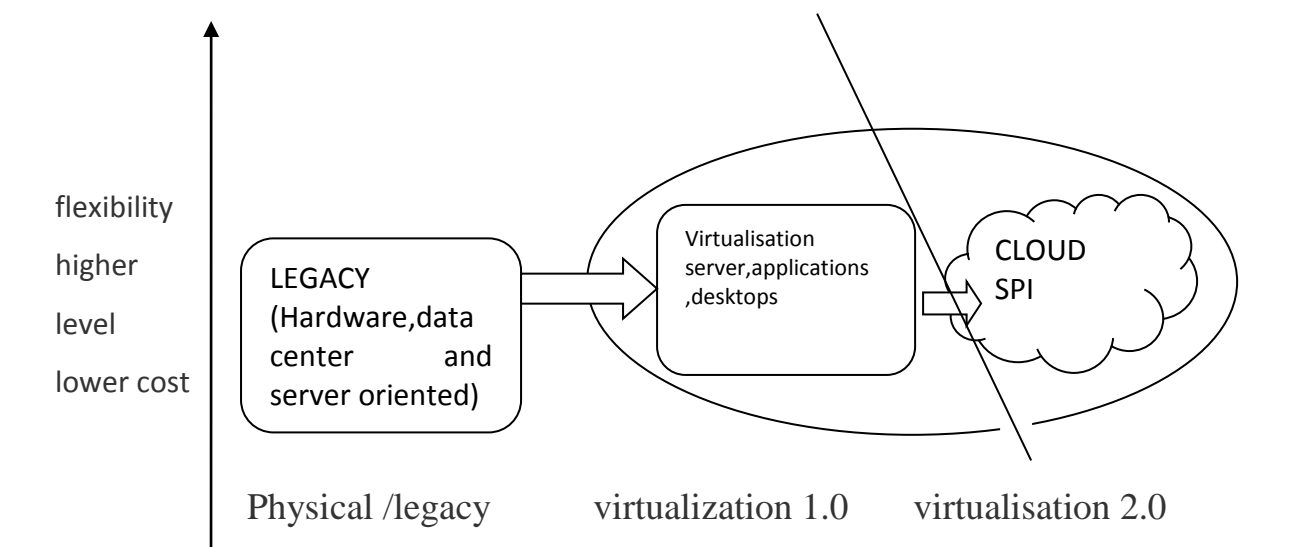 flexibility
higher
level
lower cost
LEGACY
(Hardware,data
center and
server oriented)
Virtualisation
server,applications
,desktops
CLOUD
SPI
Physical /legacy
virtualization 1.0
virtualisation 2.0